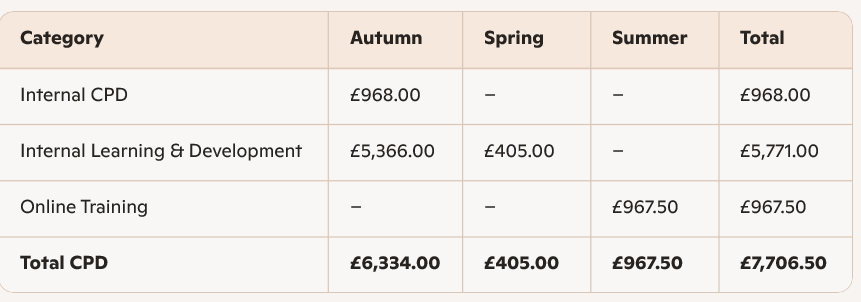 Category Autumn Spring Summer Total
Internal CPD £968.00 – – £968.00
Internal Learning & Development £5,366.00 £405.00 – £5,771.00
Online Training – – £967.50 £967.50
Total CPD £6,334.00 £405.00 £967.50 £7,706.50